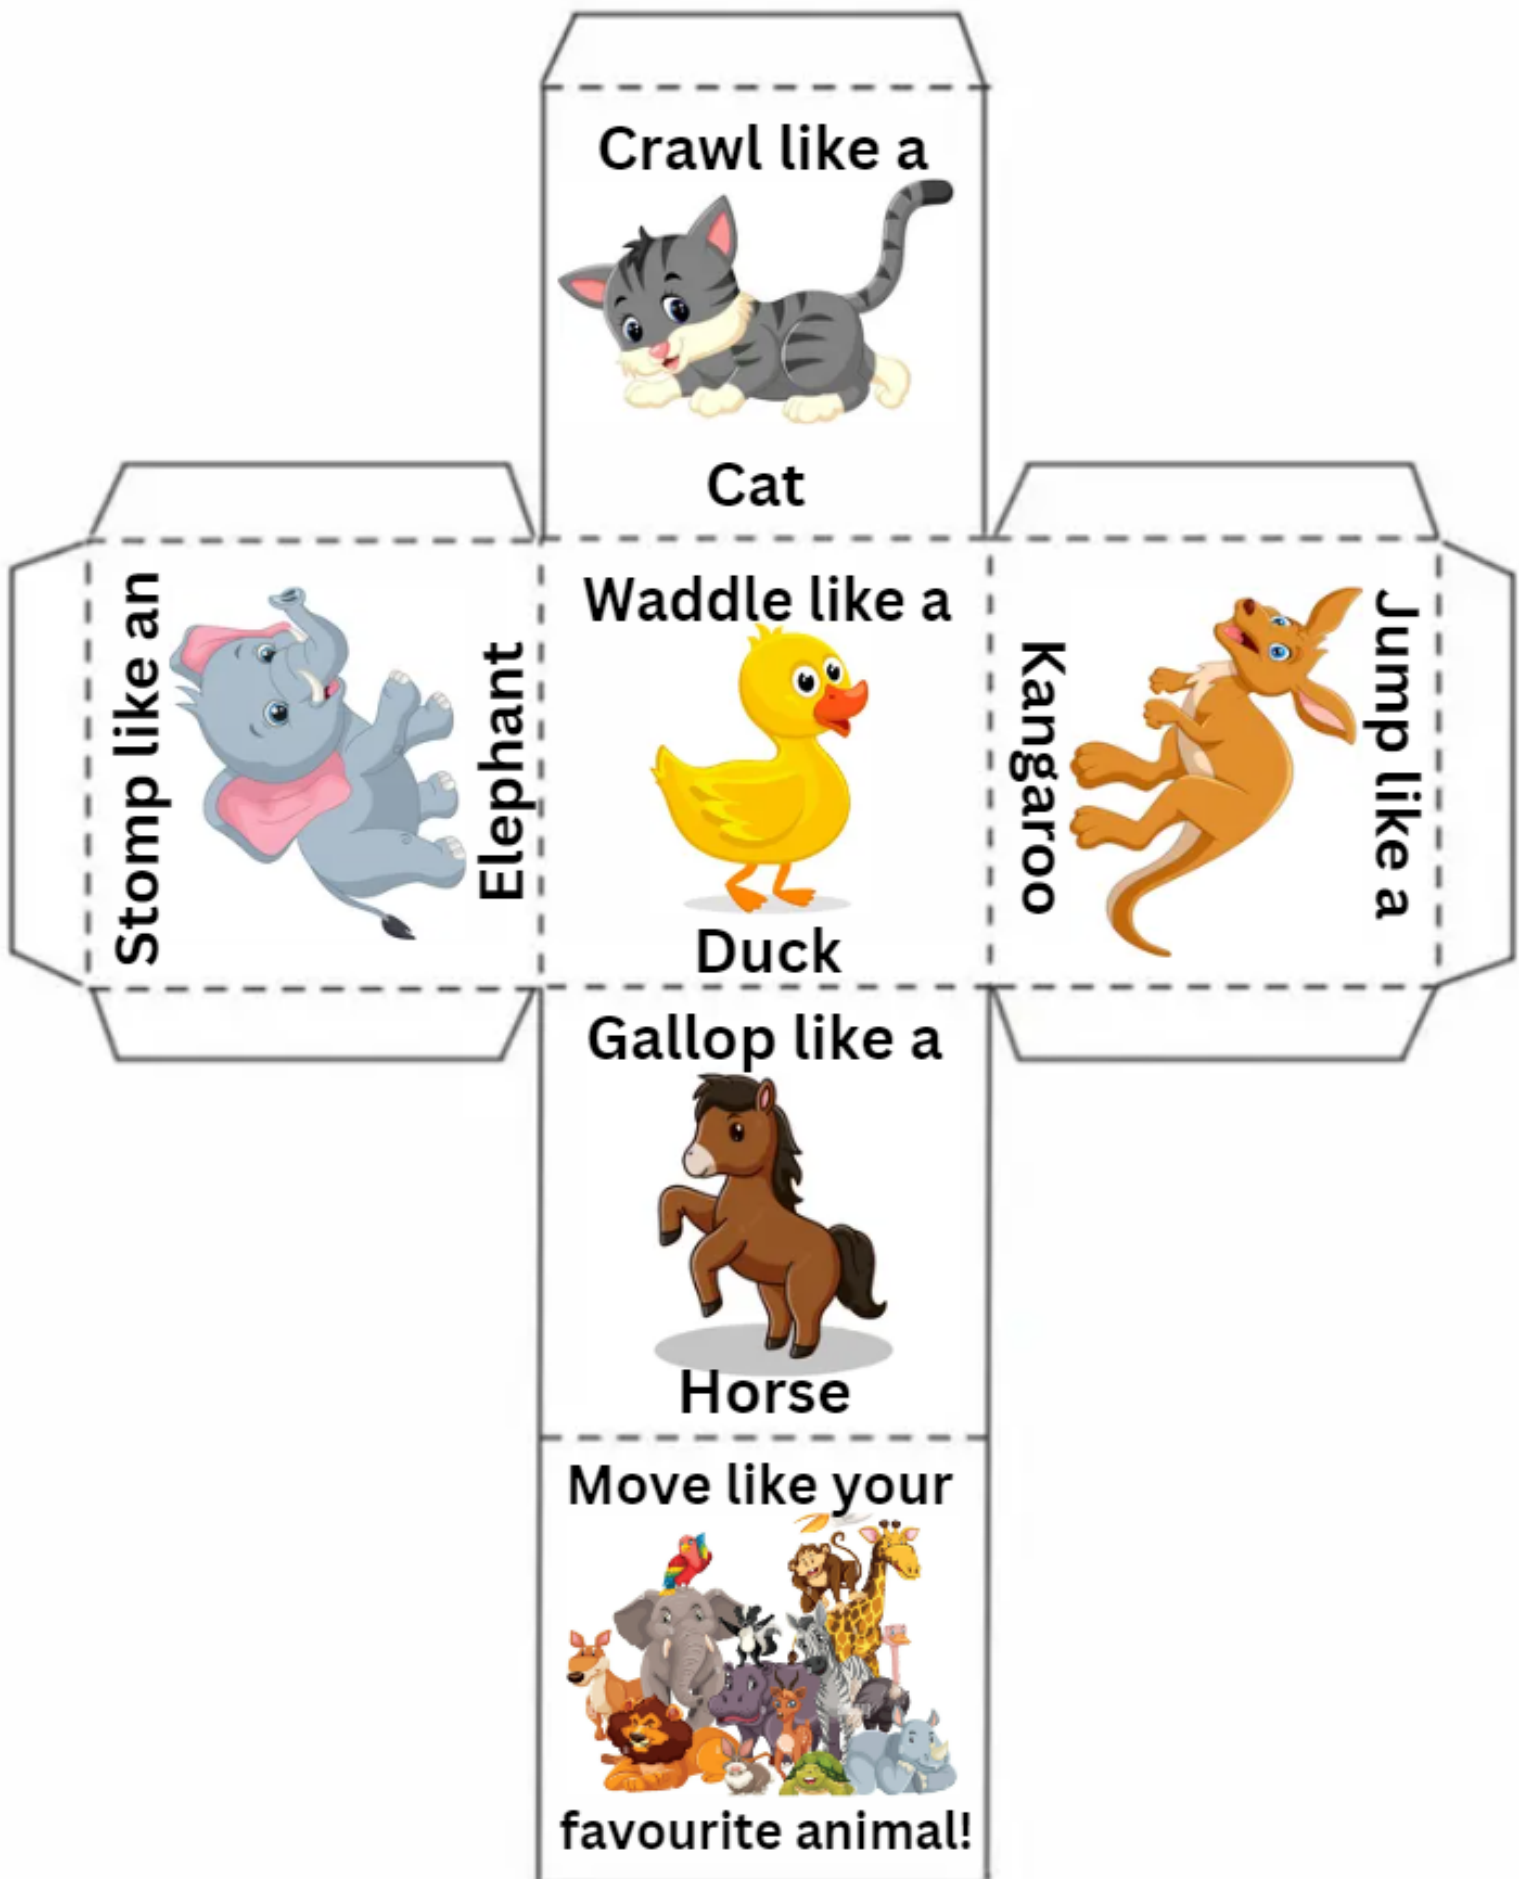 Crawl like a
Cat
Stomp like an
Elephant
Waddle like a
Duck
Kangaroo
Jump like a
Gallop like a
Horse
Move like your
favourite animal!